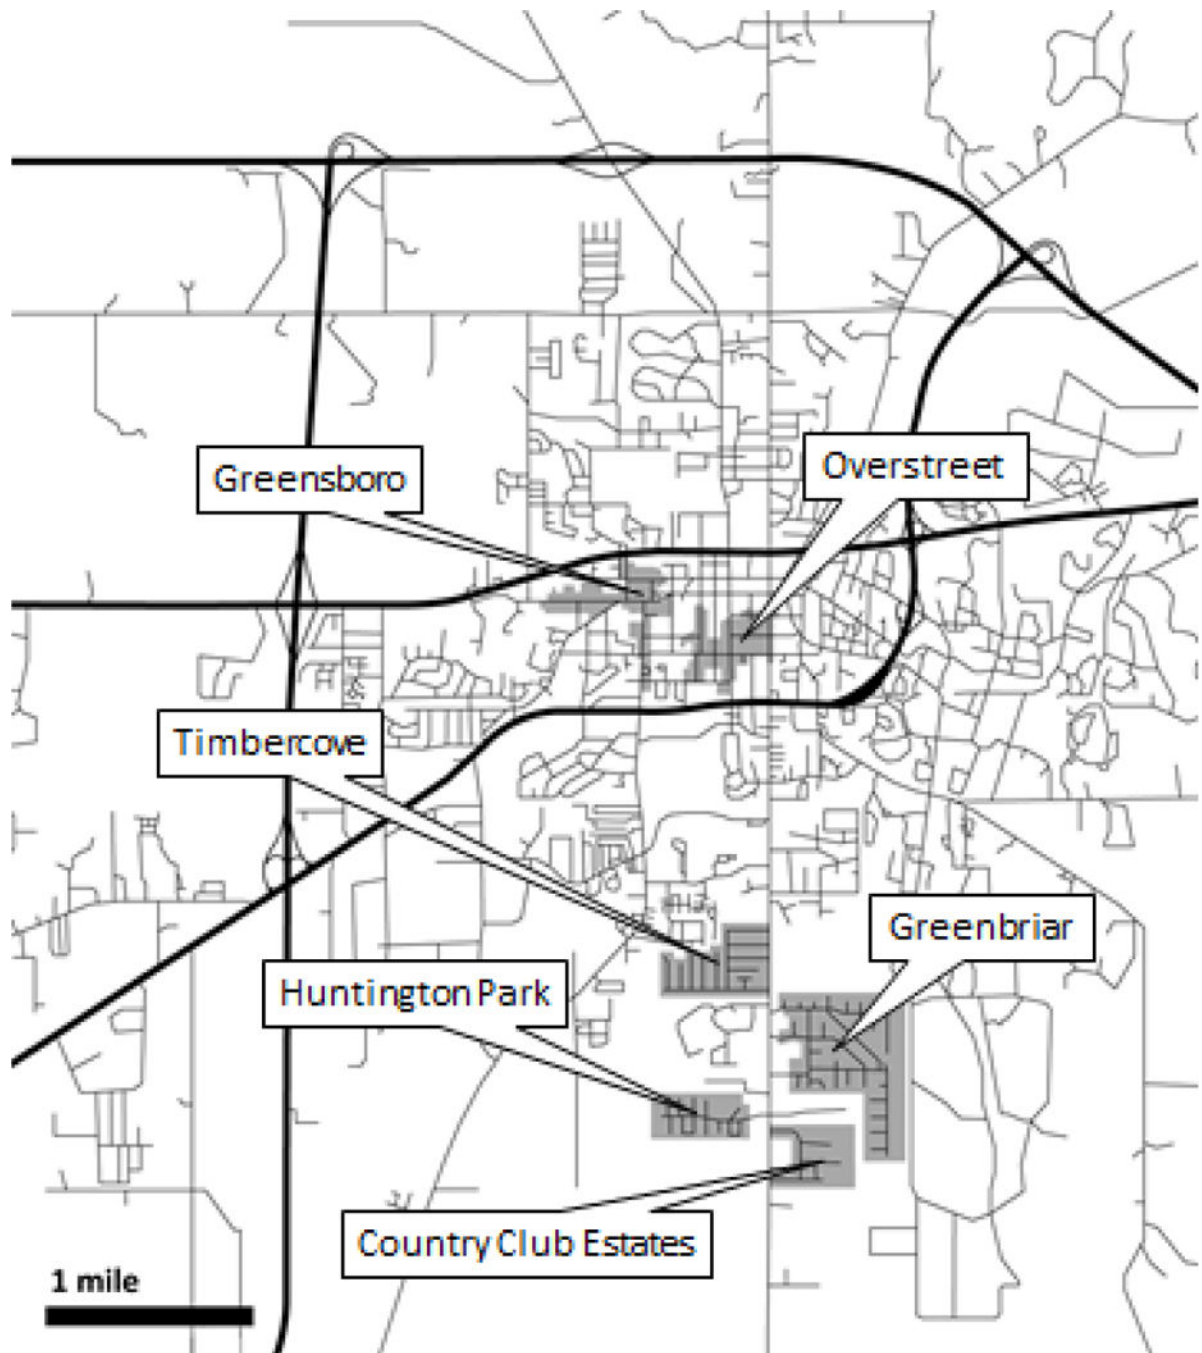 Overstreet
Greensboro
Timbercove
Greenbriar
Huntington Park
Country Club Estates
1 mile